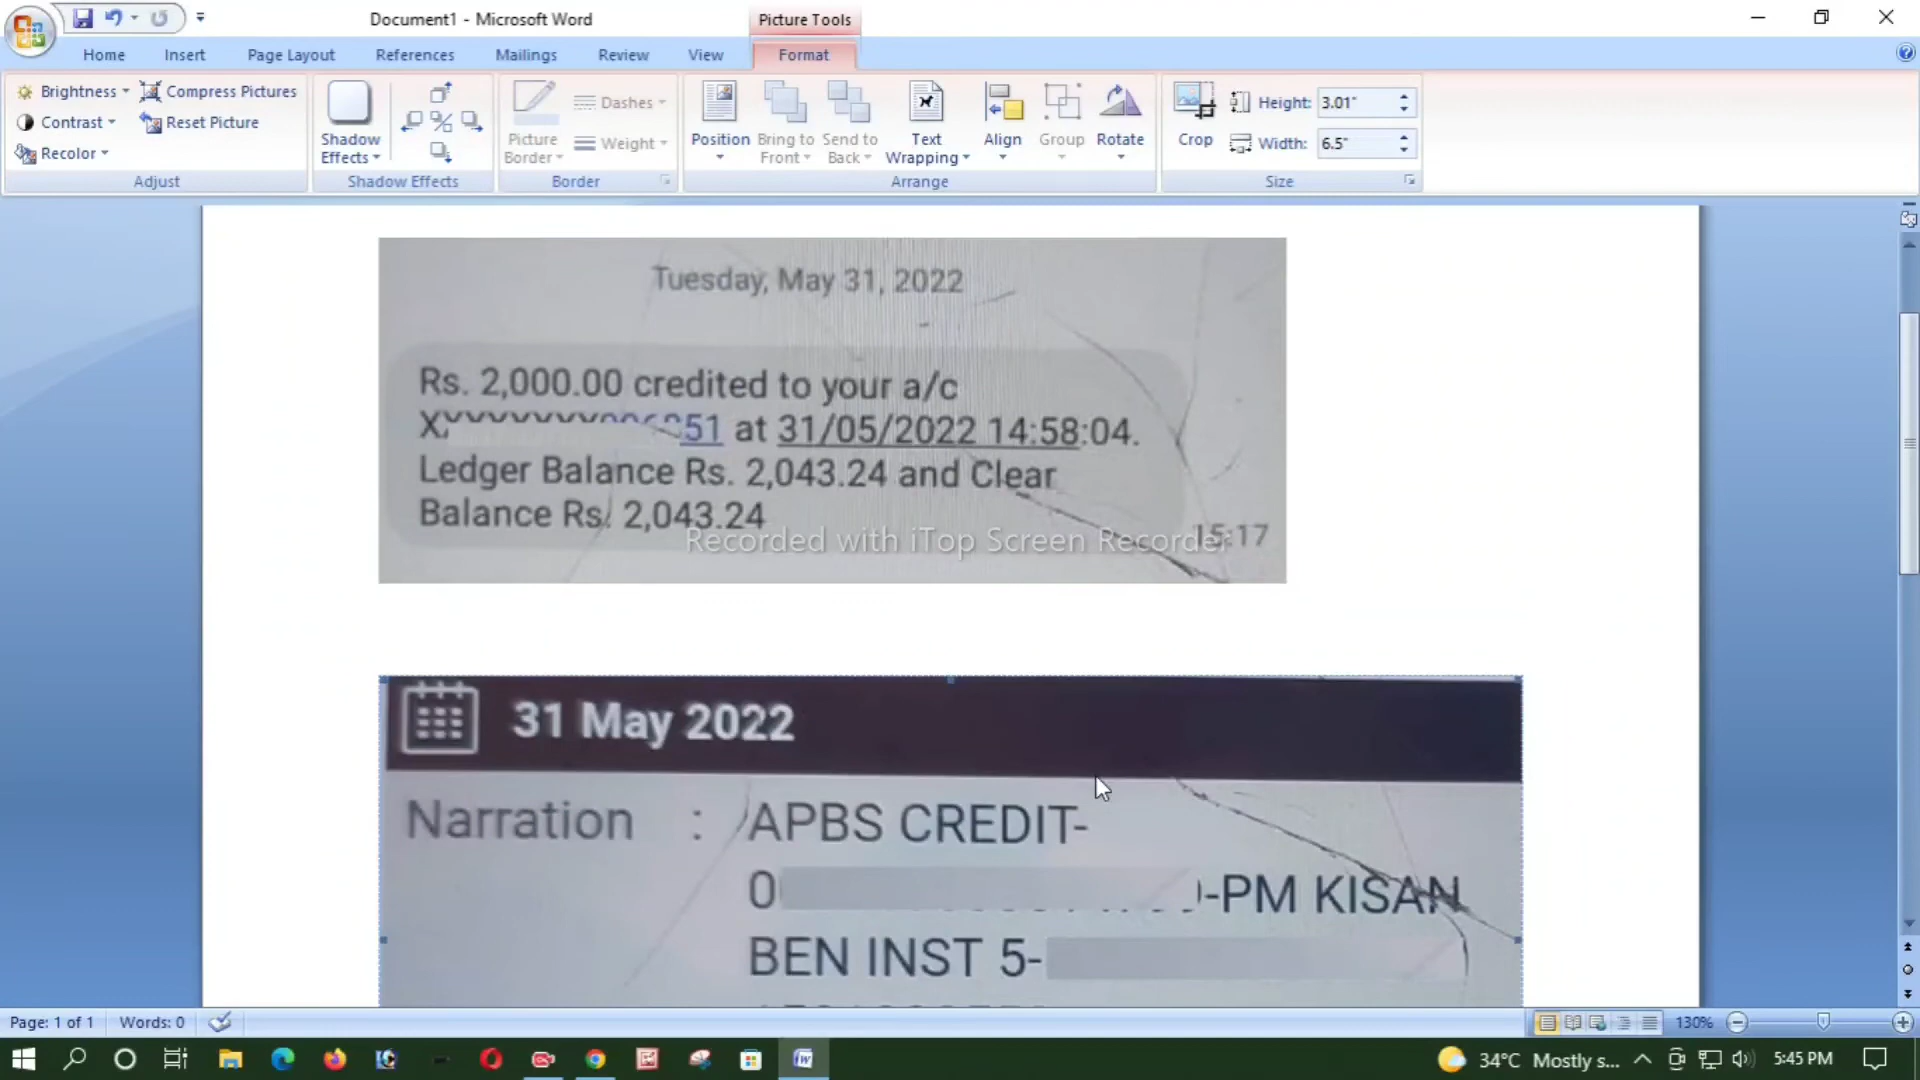 Document1 - Microsoft Word
Picture Tools
Home
Insert
Page Layout
References
Mailings
Review
View
Format
Brightness
Compress Pictures
Contrast
Reset Picture
Recolor
Adjust
Shadow Effects
Shadow Effects
Picture Border
Dashes
Weight
Border
Position
Bring to Front
Send to Back
Text Wrapping
Align
Group
Rotate
Arrange
Crop
Height: 3.01"
Width: 6.5"
Size
Tuesday, May 31, 2022
Rs. 2,000.00 credited to your a/c
51 at 31/05/2022 14:58:04.
Ledger Balance Rs. 2,043.24 and Clear
Balance Rs. 2,043.24
15:17
Recorded with iTop Screen Recorder
31 May 2022
Narration : APBS CREDIT-
0 -PM KISAN
BEN INST 5-
Page: 1 of 1
Words: 0
130%
34°C Mostly s...
5:45 PM